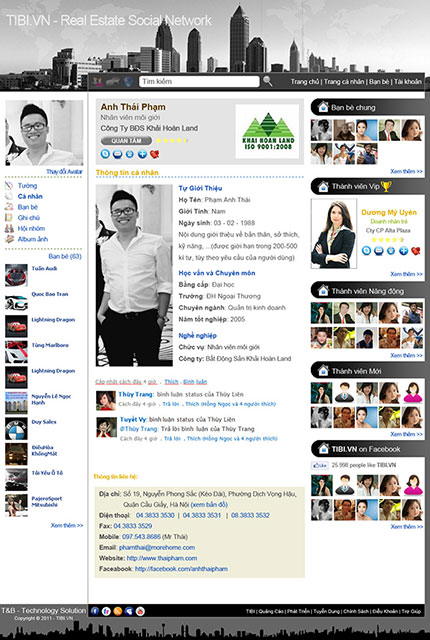 TIBI.VN - Real Estate Social Network
Tìm kiếm
Trang chủ | Trang cá nhân | Bạn bè | Tài khoản
Thay đổi Avatar
Tường
Cá nhân
Bạn bè
Ghi chú
Hội nhóm
Album ảnh
Bạn bè (63)
Tuấn Audi
Quoc Bao Tran
Lightning Dragon
Tùng Marlboro
Lightning Dragon
Nguyễn Lê Ngọc
Hạnh
Duy Sales
ĐiềuHòa
KhôngMát
Tôi Yêu Ô Tô
PajeroSport
Mitsubishi
Xem thêm >>
Anh Thái Phạm
Nhân viên môi giới
Công Ty BĐS Khải Hoàn Land
QUAN TÂM
KHAI HOAN LAND
ISO 9001:2008
Thông tin cá nhân
Tự Giới Thiệu
Họ Tên: Phạm Anh Thái
Giới Tính: Nam
Ngày sinh: 03 - 02 - 1988
Nội dung giới thiệu về bản thân, sở thích,
kỹ năng, ...(được giới hạn trong 200-500
kí tự, tùy theo yêu cầu của người dùng)
Học vấn và Chuyên môn
Bằng cấp: Đại học
Trường: ĐH Ngoại Thương
Chuyên ngành: Quản trị kinh doanh
Năm tốt nghiệp: 2005
Nghề nghiệp
Chức vụ: Nhân viên môi giới
Công ty: Bất Động Sản Khải Hoàn Land
Cập nhật cách đây 4 giờ . Thích . Bình luận
Thùy Trang: bình luận status của Thùy Liên
Cách đây 4 giờ . Trả lời . Thích (Hồng Ngọc và 4 người thích)
Tuyết Vy: bình luận status của Thùy Liên
@Thùy Trang: Trả lời bình luận của Thùy Trang
Cách đây 4 giờ . Trả lời . Thích (Hồng Ngọc và 4 người thích)
Thông tin liên hệ:
Địa chỉ: Số 19, Nguyễn Phong Sắc (Kéo Dài), Phường Dịch Vọng Hậu,
Quận Cầu Giấy, Hà Nội (xem bản đồ)
Điện thoại: 04.3833 3530 | 04.3833 3531 | 08.3833 3532
Fax: 04.3833 3529
Mobile: 097.543.8686 (Mr Thái)
Email: phamthai@morehome.com
Website: http://www.thaipham.com
Faceabook: http://facebook.com/anhthaipham
Bạn bè chung
Xem thêm >>
Thành viên Vip
Dương Mỹ Uyên
Doanh nhân trẻ
Cty CP Alta Plaza
Xem thêm >>
Thành viên Năng động
Xem thêm >>
Thành viên Mới
Xem thêm >>
TIBI.VN on Facebook
Like
25,998 people like TIBI.VN
Xem thêm >>
T&B - Technology Solution
Copyright © 2011 - TIBI.VN
TIBI | Quảng Cáo | Phát Triển | Tuyển Dụng | Chính Sách | Điều Khoản | Trợ Giúp